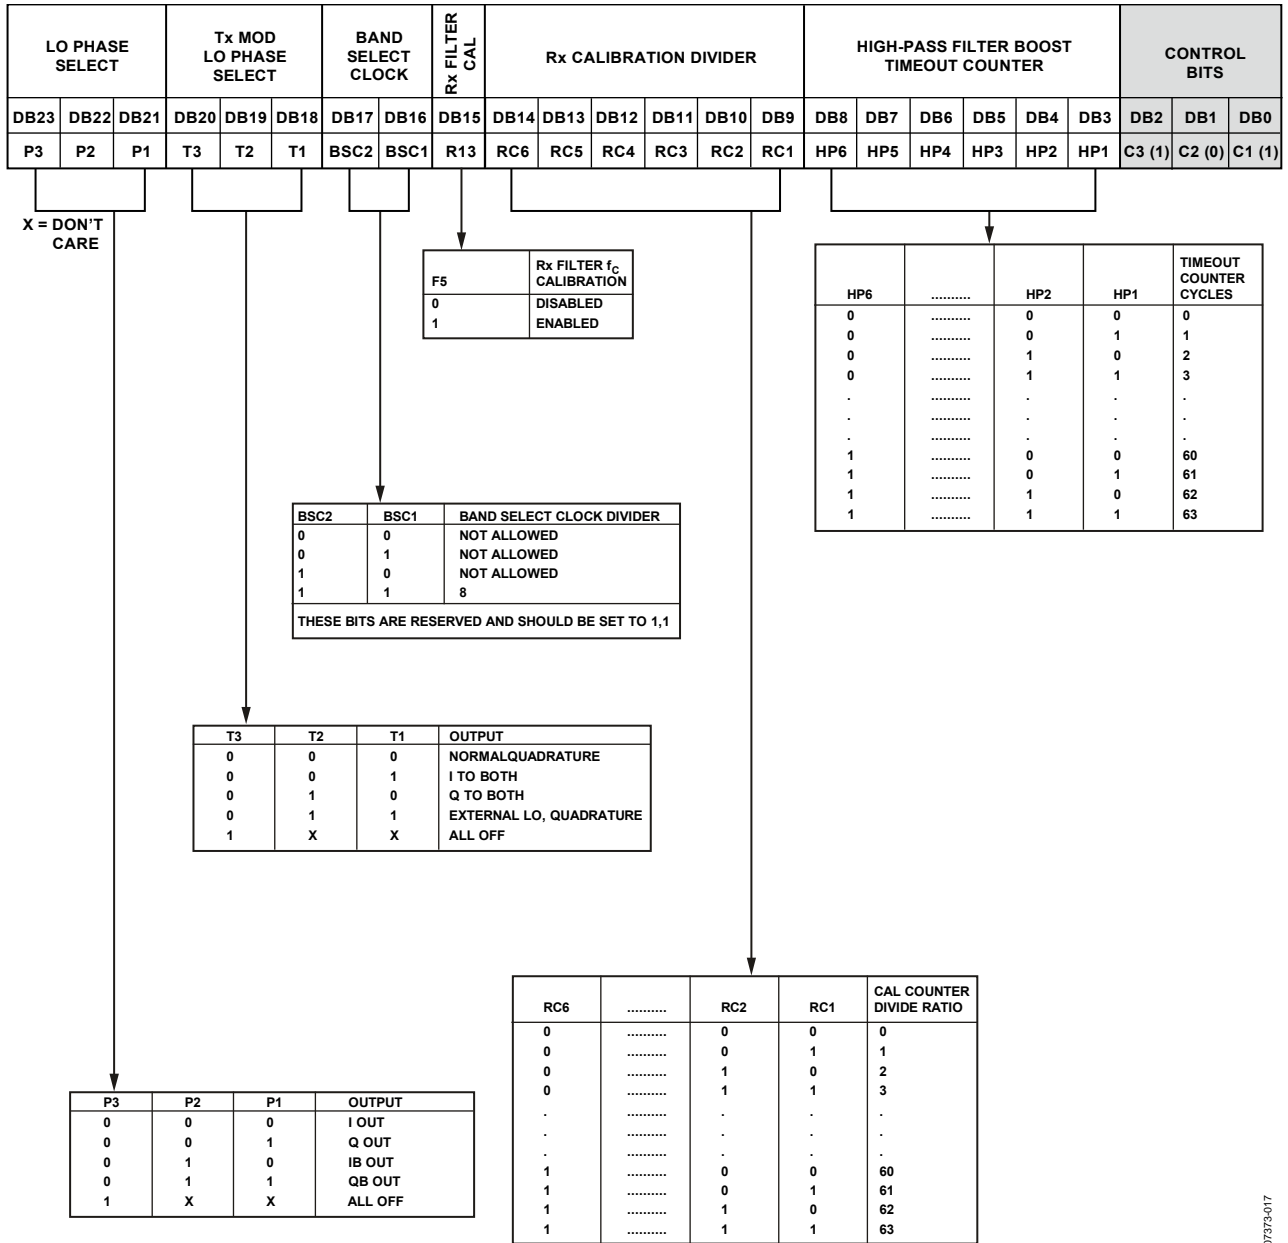 LO PHASE
SELECT
Tx MOD
LO PHASE
SELECT
BAND
SELECT
CLOCK
Rx FILTER
CAL
Rx CALIBRATION DIVIDER
HIGH-PASS FILTER BOOST
TIMEOUT COUNTER
CONTROL
BITS
DB23 DB22 DB21 DB20 DB19 DB18 DB17 DB16 DB15 DB14 DB13 DB12 DB11 DB10 DB9 DB8 DB7 DB6 DB5 DB4 DB3 DB2 DB1 DB0
P3 P2 P1 T3 T2 T1 BSC2 BSC1 R13 RC6 RC5 RC4 RC3 RC2 RC1 HP6 HP5 HP4 HP3 HP2 HP1 C3 (1) C2 (0) C1 (1)
X = DON'T
CARE
F5 Rx FILTER fC
CALIBRATION
0 DISABLED
1 ENABLED
HP6 .......... HP2 HP1 TIMEOUT
COUNTER
CYCLES
0 .......... 0 0 0
0 .......... 0 1 1
0 .......... 1 0 2
0 .......... 1 1 3
. .......... . . .
. .......... . . .
. .......... . . .
1 .......... 0 0 60
1 .......... 0 1 61
1 .......... 1 0 62
1 .......... 1 1 63
BSC2 BSC1 BAND SELECT CLOCK DIVIDER
0 0 NOT ALLOWED
0 1 NOT ALLOWED
1 0 NOT ALLOWED
1 1 8
THESE BITS ARE RESERVED AND SHOULD BE SET TO 1,1
T3 T2 T1 OUTPUT
0 0 0 NORMALQUADRATURE
0 0 1 I TO BOTH
0 1 0 Q TO BOTH
0 1 1 EXTERNAL LO, QUADRATURE
1 X X ALL OFF
RC6 .......... RC2 RC1 CAL COUNTER
DIVIDE RATIO
0 .......... 0 0 0
0 .......... 0 1 1
0 .......... 1 0 2
0 .......... 1 1 3
. .......... . . .
. .......... . . .
. .......... . . .
1 .......... 0 0 60
1 .......... 0 1 61
1 .......... 1 0 62
1 .......... 1 1 63
P3 P2 P1 OUTPUT
0 0 0 I OUT
0 0 1 Q OUT
0 1 0 IB OUT
0 1 1 QB OUT
1 X X ALL OFF
07373-017